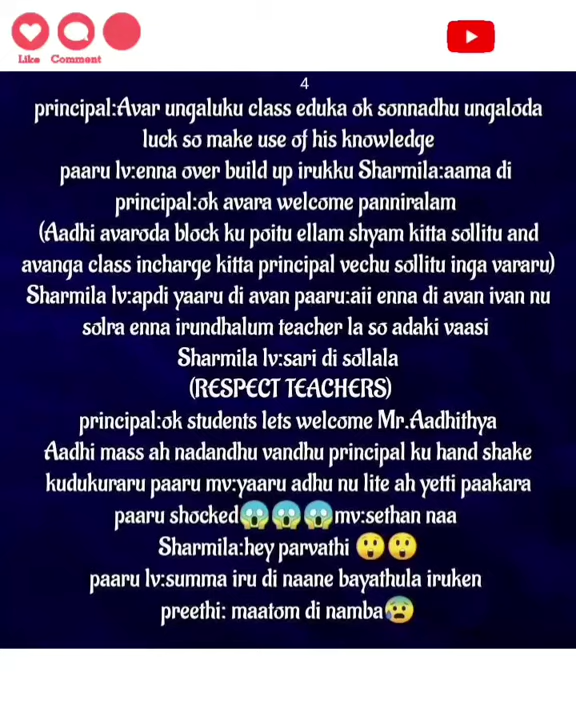 Like Comment
4
principal:Avar ungaluku class eduka ok sonnadhu ungaloda
luck so make use of his knowledge
paaru lv:enna over build up irukku Sharmila:aama di
principal:ok avara welcome panniralam
(Aadhi avaroda block ku poitu ellam shyam kitta sollitu and
avanga class incharge kitta principal vechu sollitu inga vararu)
Sharmila lv:apdi yaaru di avan paaru:aii enna di avan ivan nu
solra enna irundhalum teacher la so adaki vaasi
Sharmila lv:sari di sollala
(RESPECT TEACHERS)
principal:ok students lets welcome Mr.Aadhithya
Aadhi mass ah nadandhu vandhu principal ku hand shake
kudukuraru paaru mv:yaaru adhu nu lite ah yetti paakara
paaru shocked😱😱😱mv:sethan naa
Sharmila:hey parvathi 😲😲
paaru lv:summa iru di naane bayathula iruken
preethi: maatom di namba😰